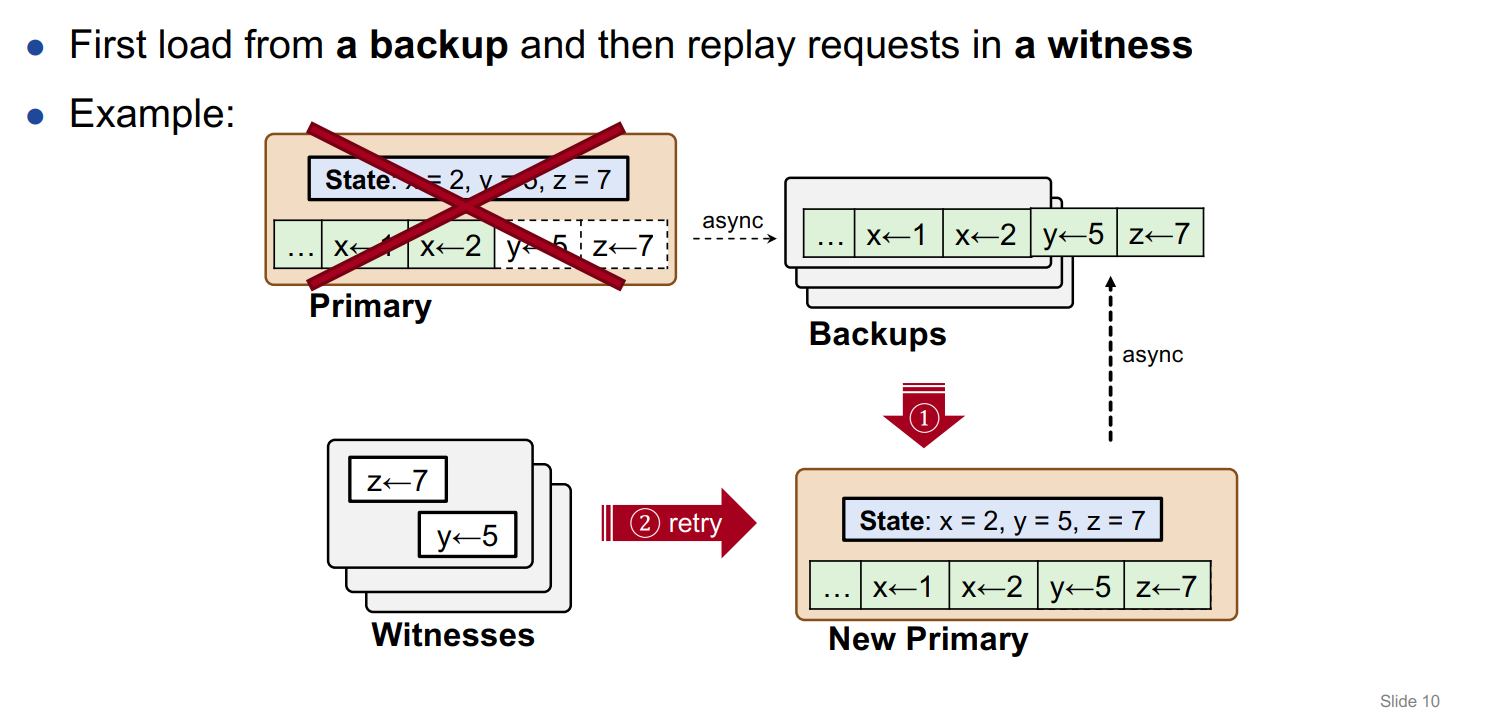 ● First load from a backup and then replay requests in a witness
● Example:
State: x = 2, y = 5, z = 7
… x←1 x←2 y←5 z←7
Primary
async
… x←1 x←2 y←5 z←7
Backups
async
①
z←7
y←5
Witnesses
② retry
State: x = 2, y = 5, z = 7
… x←1 x←2 y←5 z←7
New Primary
Slide 10